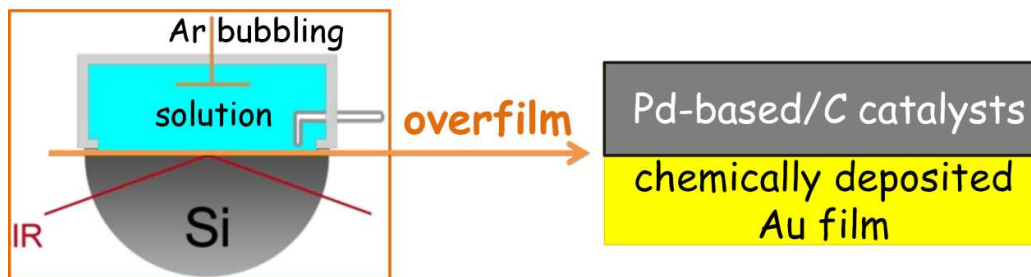 Ar bubbling
solution
IR
Si
overfilm
Pd-based/C catalysts
chemically deposited
Au film